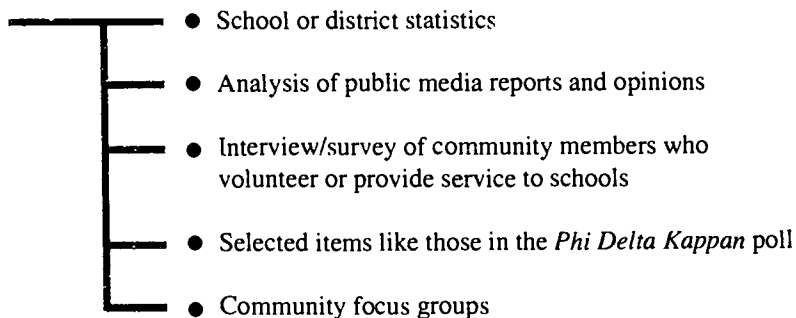 ● School or district statistics
● Analysis of public media reports and opinions
● Interview/survey of community members who
volunteer or provide service to schools
● Selected items like those in the Phi Delta Kappan poll
● Community focus groups